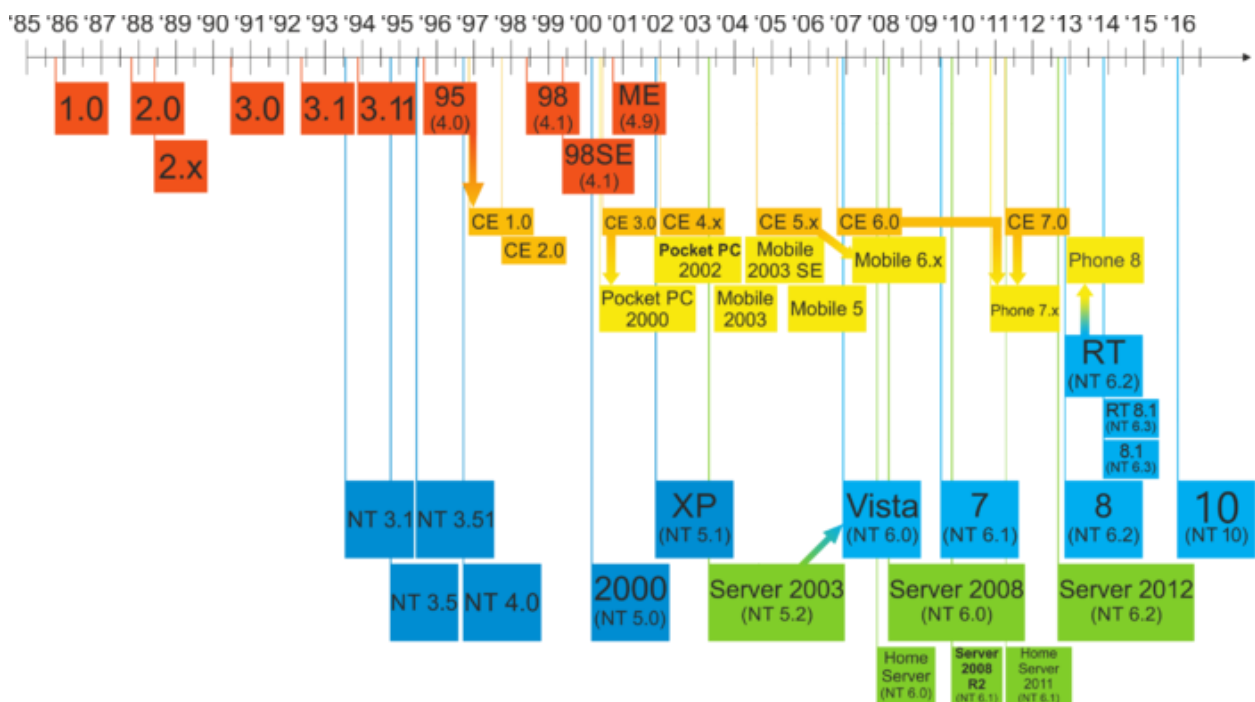 '85 '86 '87 '88 '89 '90 '91 '92 '93 '94 '95 '96 '97 '98 '99 '00 '01 '02 '03 '04 '05 '06 '07 '08 '09 '10 '11 '12 '13 '14 '15 '16
1.0
2.0
3.0
3.1
3.11
95
(4.0)
98
(4.1)
ME
(4.9)
2.x
98SE
(4.1)
CE 1.0
CE 3.0
CE 4.x
CE 5.x
CE 6.0
CE 7.0
CE 2.0
Pocket PC
2002
Mobile
2003 SE
Mobile 6.x
Phone 8
Pocket PC
2000
Mobile
2003
Mobile 5
Phone 7.x
RT
(NT 6.2)
RT 8.1
(NT 6.3)
8.1
(NT 6.3)
NT 3.1
NT 3.51
XP
(NT 5.1)
Vista
(NT 6.0)
7
(NT 6.1)
8
(NT 6.2)
10
(NT 10)
NT 3.5
NT 4.0
2000
(NT 5.0)
Server 2003
(NT 5.2)
Server 2008
(NT 6.0)
Server 2012
(NT 6.2)
Home
Server
(NT 6.0)
Server
2008
R2
(NT 6.1)
Home
Server
2011
(NT 6.1)